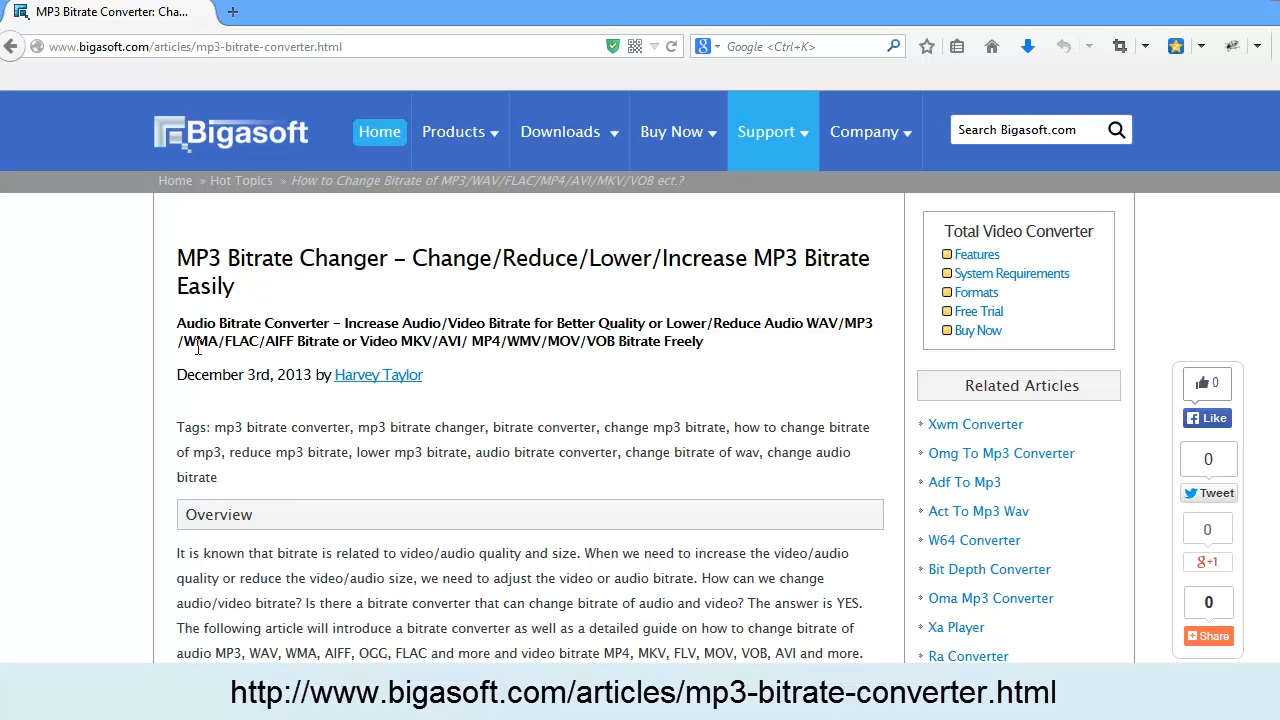 MP3 Bitrate Converter: Cha...
www.bigasoft.com/articles/mp3-bitrate-converter.html
Google <Ctrl+K>
Bigasoft
Home
Products
Downloads
Buy Now
Support
Company
Search Bigasoft.com
Home » Hot Topics » How to Change Bitrate of MP3/WAV/FLAC/MP4/AVI/MKV/VOB ect.?
MP3 Bitrate Changer – Change/Reduce/Lower/Increase MP3 Bitrate
Easily
Audio Bitrate Converter – Increase Audio/Video Bitrate for Better Quality or Lower/Reduce Audio WAV/MP3
/WMA/FLAC/AIFF Bitrate or Video MKV/AVI/ MP4/WMV/MOV/VOB Bitrate Freely
December 3rd, 2013 by Harvey Taylor
Tags: mp3 bitrate converter, mp3 bitrate changer, bitrate converter, change mp3 bitrate, how to change bitrate
of mp3, reduce mp3 bitrate, lower mp3 bitrate, audio bitrate converter, change bitrate of wav, change audio
bitrate
Overview
It is known that bitrate is related to video/audio quality and size. When we need to increase the video/audio
quality or reduce the video/audio size, we need to adjust the video or audio bitrate. How can we change
audio/video bitrate? Is there a bitrate converter that can change bitrate of audio and video? The answer is YES.
The following article will introduce a bitrate converter as well as a detailed guide on how to change bitrate of
audio MP3, WAV, WMA, AIFF, OGG, FLAC and more and video bitrate MP4, MKV, FLV, MOV, VOB, AVI and more.
Total Video Converter
Features
System Requirements
Formats
Free Trial
Buy Now
Related Articles
Xwm Converter
Omg To Mp3 Converter
Adf To Mp3
Act To Mp3 Wav
W64 Converter
Bit Depth Converter
Oma Mp3 Converter
Xa Player
Ra Converter
0
Like
0
Tweet
0
g+1
0
Share
http://www.bigasoft.com/articles/mp3-bitrate-converter.html